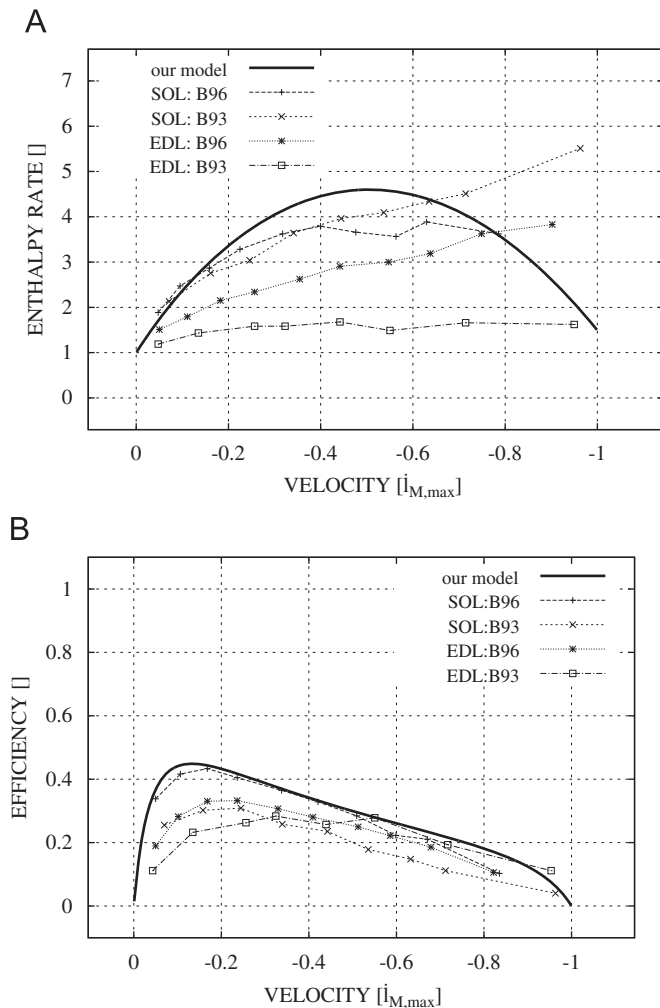 A
ENTHALPY RATE []
7
6
5
4
3
2
1
0
our model
SOL: B96
SOL: B93
EDL: B96
EDL: B93
0 -0.2 -0.4 -0.6 -0.8 -1
VELOCITY [i̇M,max]
B
EFFICIENCY []
1
0.8
0.6
0.4
0.2
0
our model
SOL:B96
SOL:B93
EDL:B96
EDL:B93
0 -0.2 -0.4 -0.6 -0.8 -1
VELOCITY [i̇M,max]